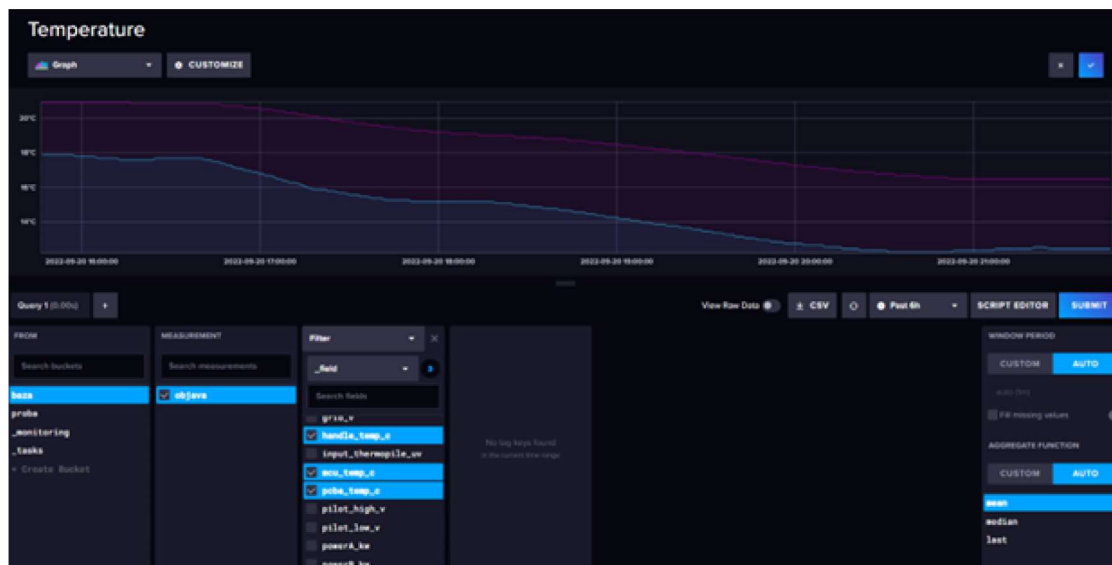 Temperature
Graph
CUSTOMIZE
×
20°C
18°C
16°C
14°C
2022-09-20 16:00:00
2022-09-20 17:00:00
2022-09-20 18:00:00
2022-09-20 19:00:00
2022-09-20 20:00:00
2022-09-20 21:00:00
Query 1 (0.00s)
+
View Raw Data
CSV
Past 6h
SCRIPT EDITOR
SUBMIT
FROM
Search buckets
baza
proba
_monitoring
_tasks
+ Create Bucket
MEASUREMENT
Search measurements
objava
Filter
×
_field
3
Search fields
grid_v
handle_temp_c
input_thermopile_uv
mcu_temp_c
pcba_temp_c
pilot_high_v
pilot_low_v
powerA_kw
No tag keys found
in the current time range
WINDOW PERIOD
CUSTOM
AUTO
Fill missing values
AGGREGATE FUNCTION
CUSTOM
AUTO
mean
median
last